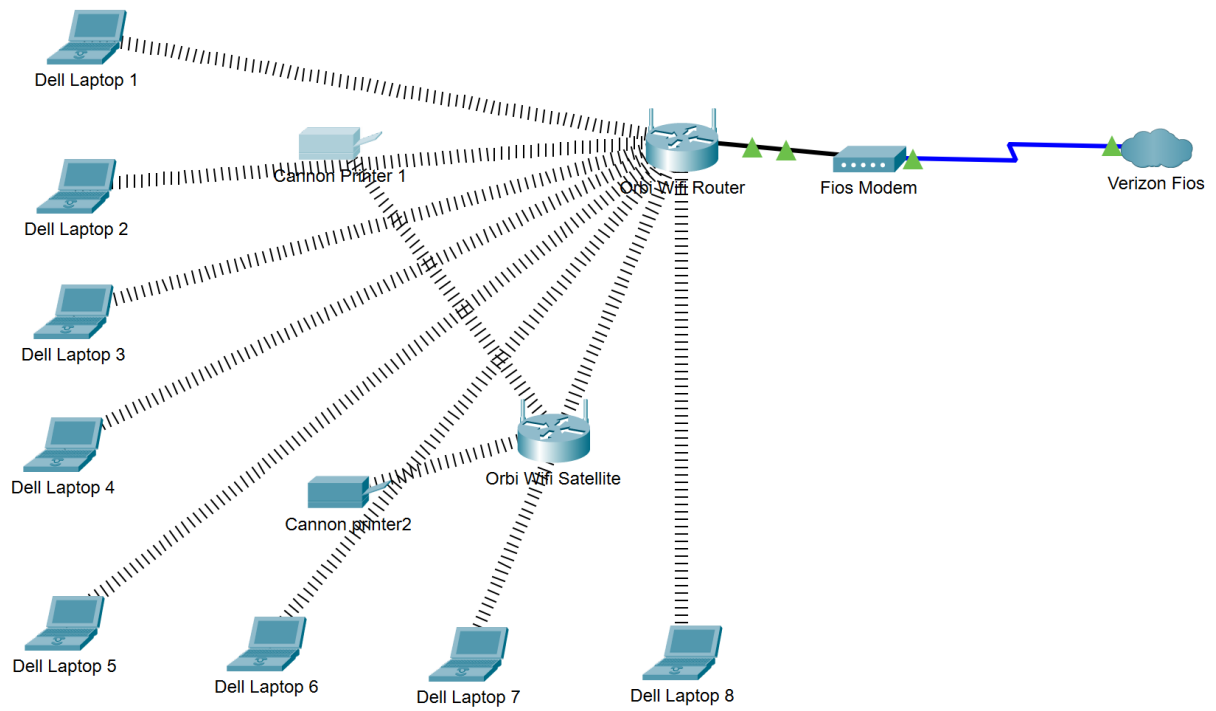 Dell Laptop 1
Cannon Printer 1
Orbi Wifi Router
Fios Modem
Verizon Fios
Dell Laptop 2
Dell Laptop 3
Dell Laptop 4
Orbi Wifi Satellite
Cannon printer2
Dell Laptop 5
Dell Laptop 6
Dell Laptop 7
Dell Laptop 8